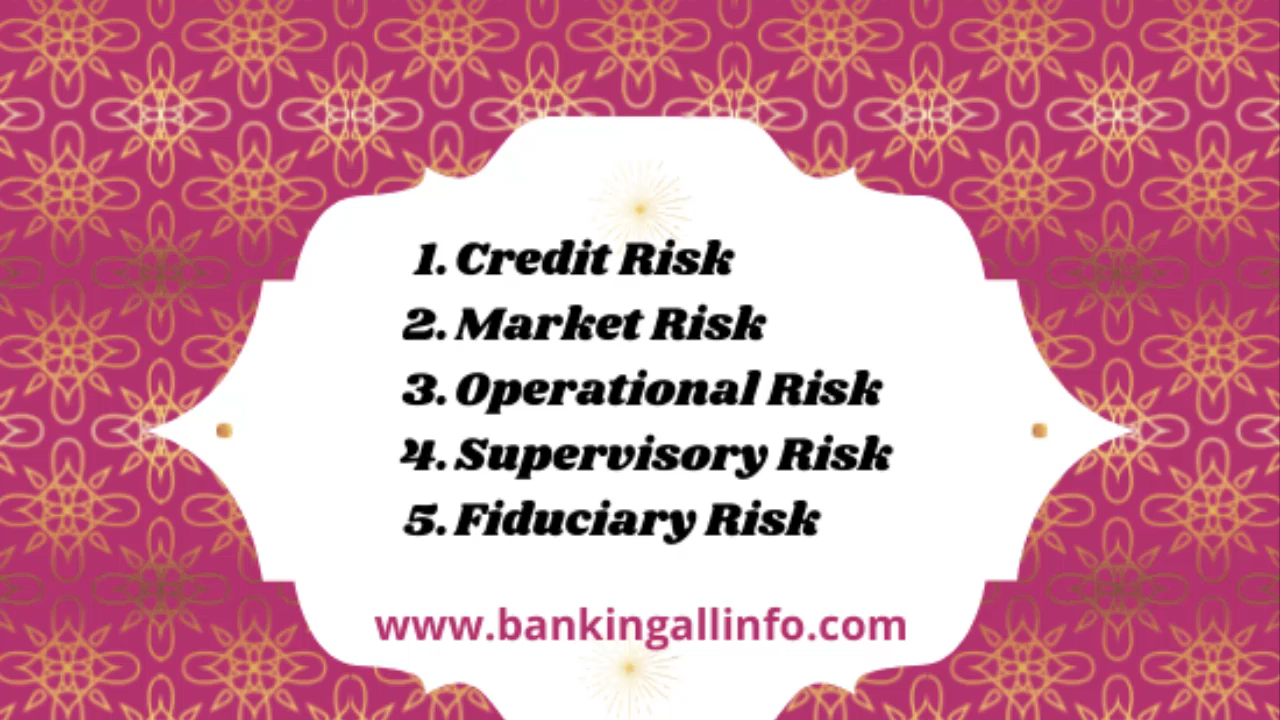 1. Credit Risk
2. Market Risk
3. Operational Risk
4. Supervisory Risk
5. Fiduciary Risk
www.bankingallinfo.com